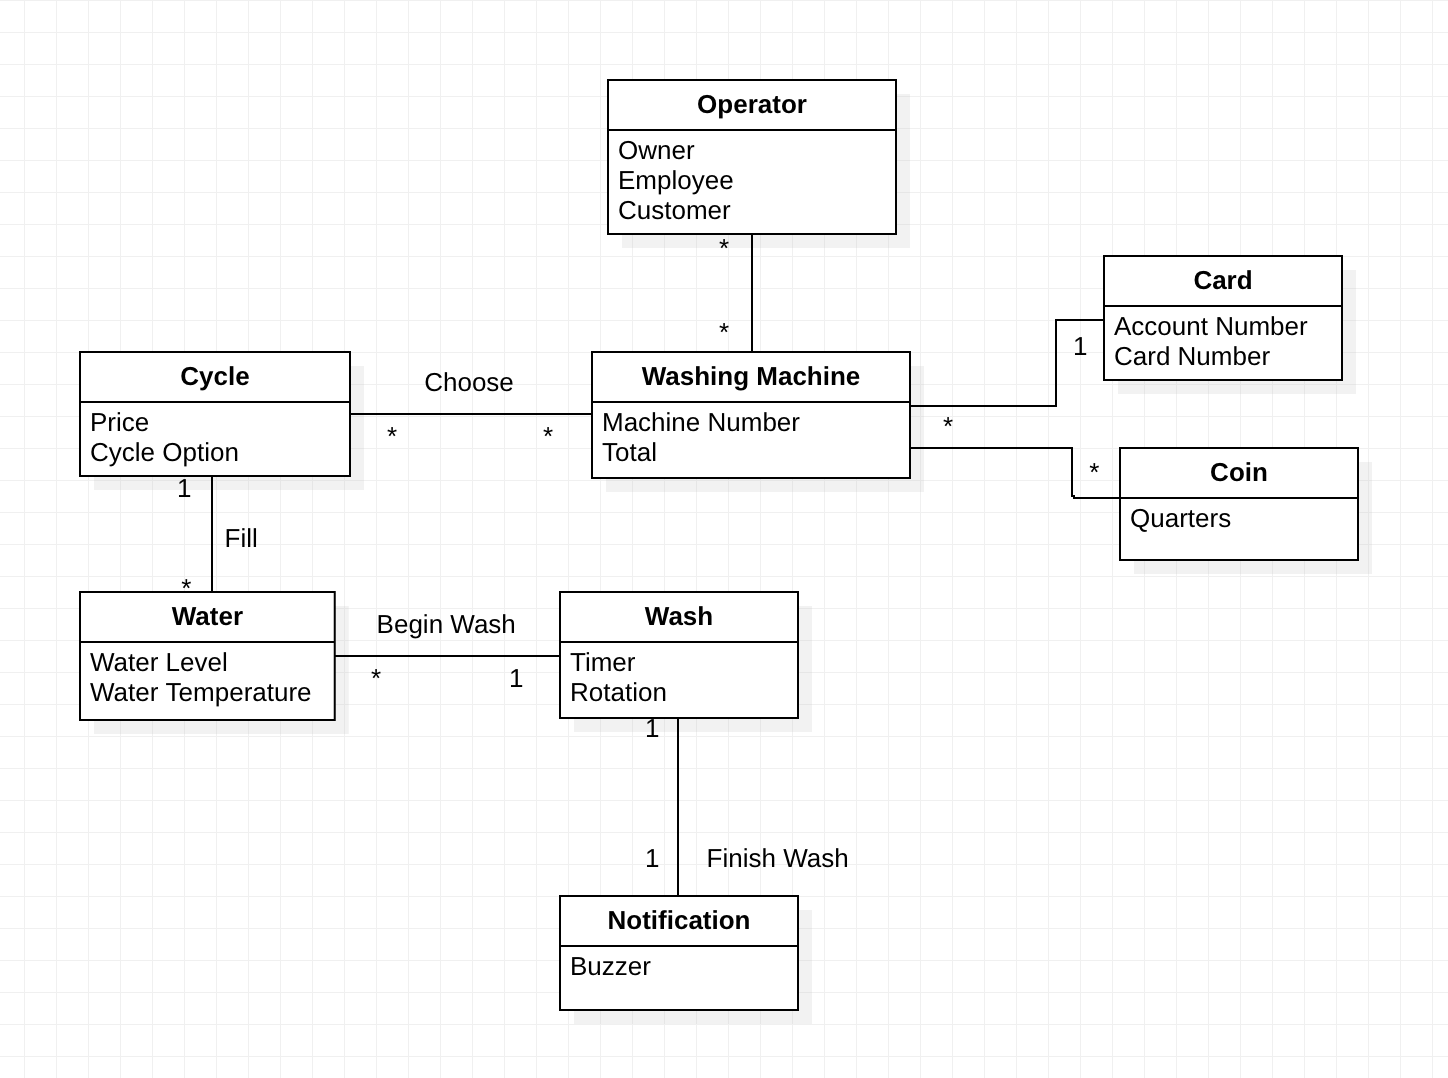 Operator
Owner
Employee
Customer
*
*
Card
Account Number
Card Number
1
Cycle
Price
Cycle Option
Choose
*
*
Washing Machine
Machine Number
Total
*
*
Coin
Quarters
1
Fill
*
Water
Water Level
Water Temperature
Begin Wash
*
1
Wash
Timer
Rotation
1
1
Finish Wash
Notification
Buzzer